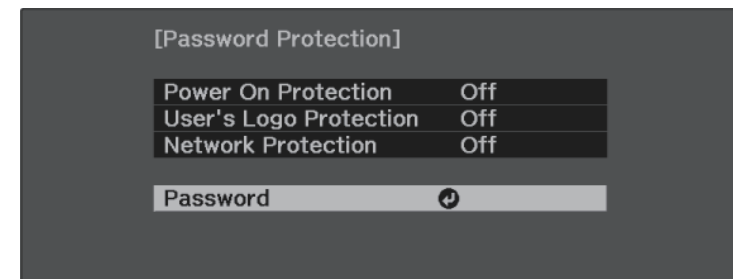 [Password Protection]
Power On Protection Off
User's Logo Protection Off
Network Protection Off
Password